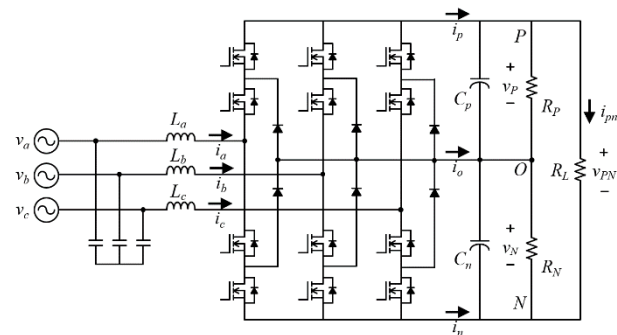 i_p
P
L_a
v_a
i_a
C_p
+
v_P
−
R_P
i_pn
L_b
v_b
i_b
i_o
O
R_L
+
v_PN
−
L_c
v_c
i_c
C_n
+
v_N
−
R_N
N
i_n